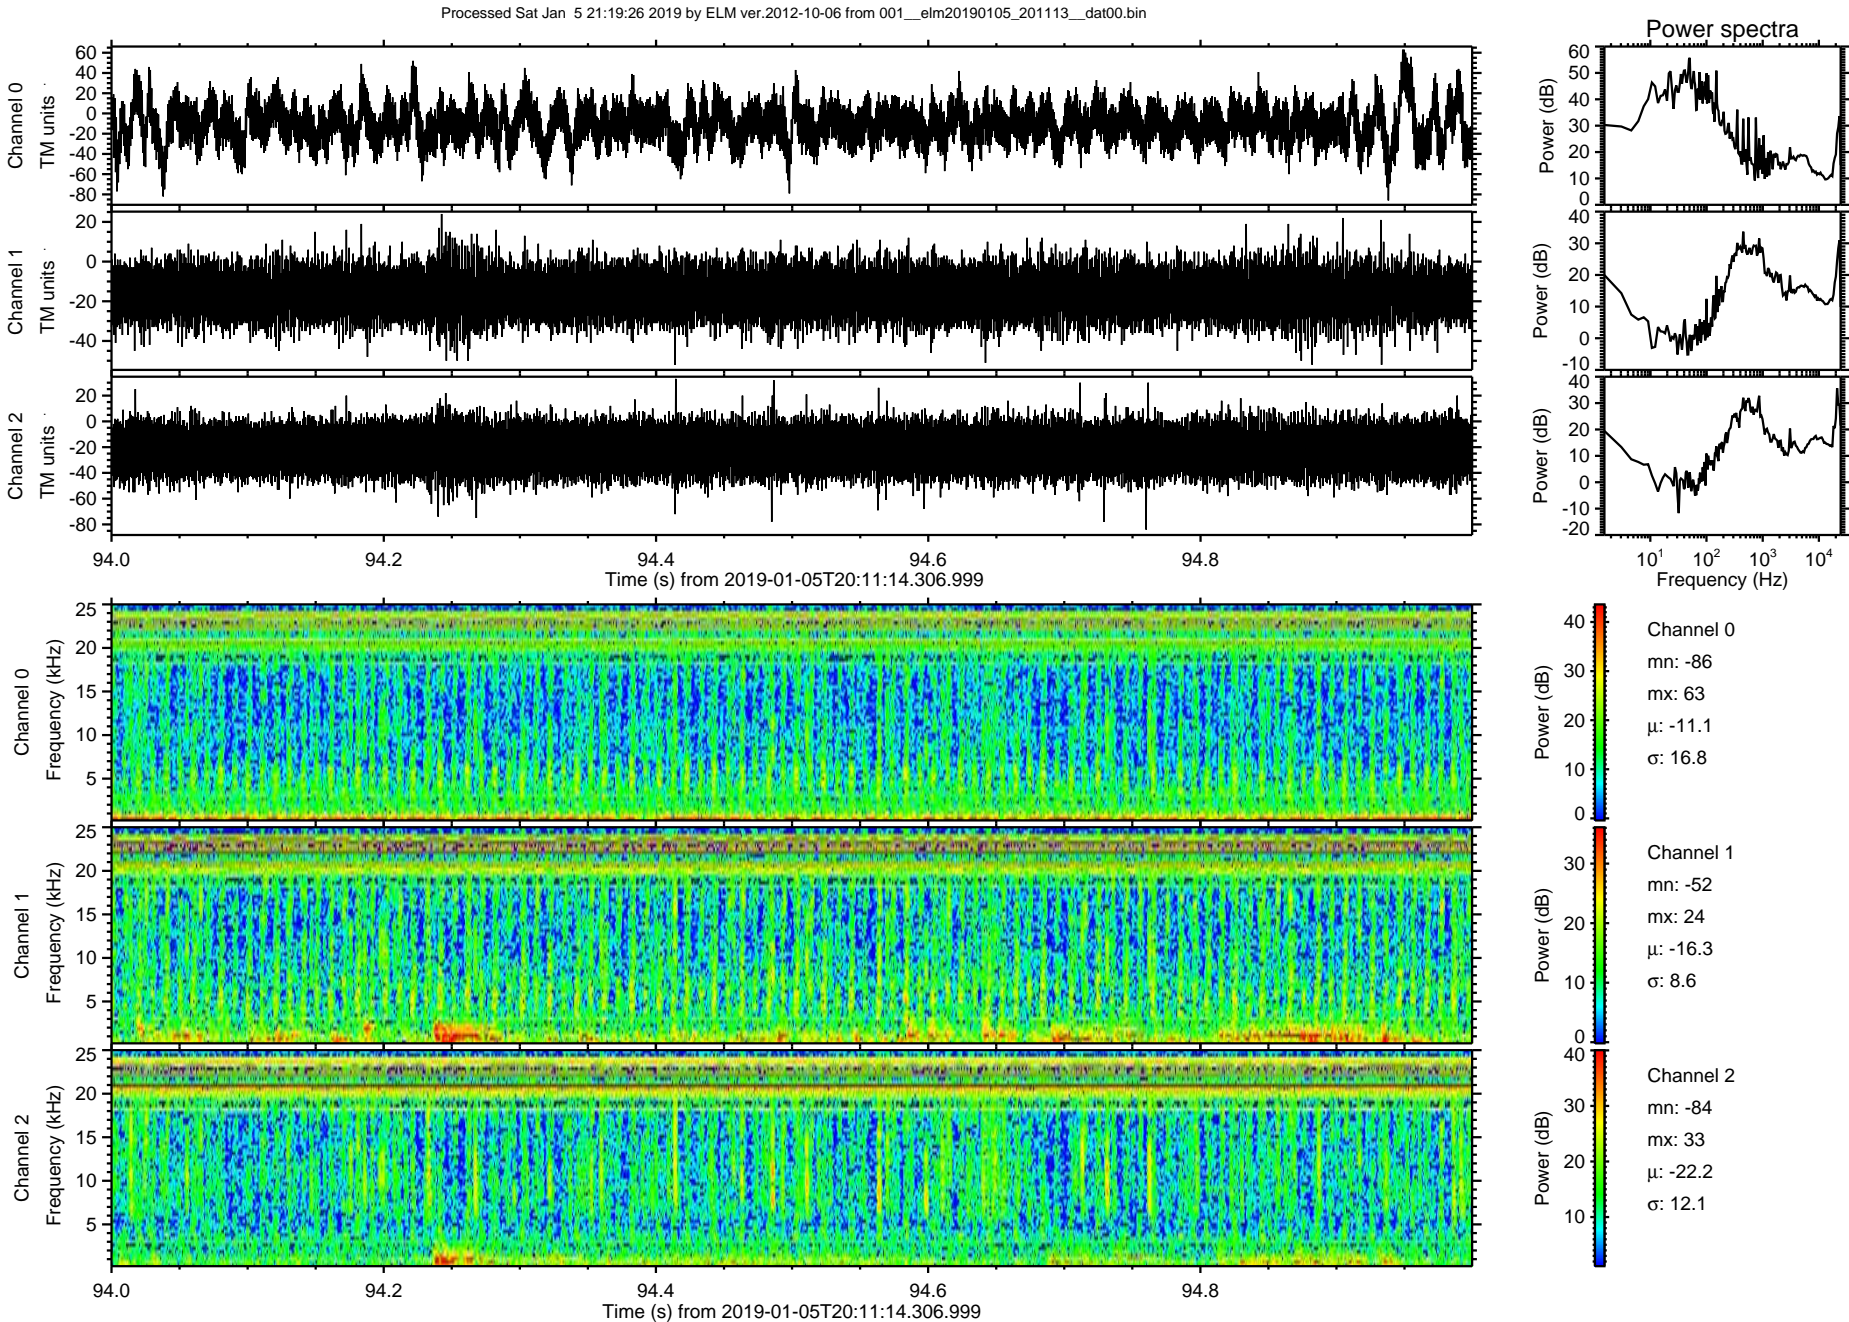 Processed Sat Jan  5 21:19:26 2019 by ELM ver.2012-10-06 from 001__elm20190105_201113__dat00.bin
Power spectra
Channel 0
TM units
60
40
20
0
-20
-40
-60
-80
Power (dB)
60
50
40
30
20
10
0
Channel 1
TM units
20
0
-20
-40
Power (dB)
40
30
20
10
0
-10
Channel 2
TM units
20
0
-20
-40
-60
-80
Power (dB)
40
30
20
10
0
-10
-20
94.0 94.2 94.4 94.6 94.8
Time (s) from 2019-01-05T20:11:14.306.999
10^1 10^2 10^3 10^4
Frequency (Hz)
Channel 0
Frequency (kHz)
25
20
15
10
5
Power (dB)
40
30
20
10
0
Channel 0
mn: -86
mx: 63
μ: -11.1
σ: 16.8
Channel 1
Frequency (kHz)
25
20
15
10
5
Power (dB)
30
20
10
0
Channel 1
mn: -52
mx: 24
μ: -16.3
σ: 8.6
Channel 2
Frequency (kHz)
25
20
15
10
5
Power (dB)
40
30
20
10
Channel 2
mn: -84
mx: 33
μ: -22.2
σ: 12.1
94.0 94.2 94.4 94.6 94.8
Time (s) from 2019-01-05T20:11:14.306.999